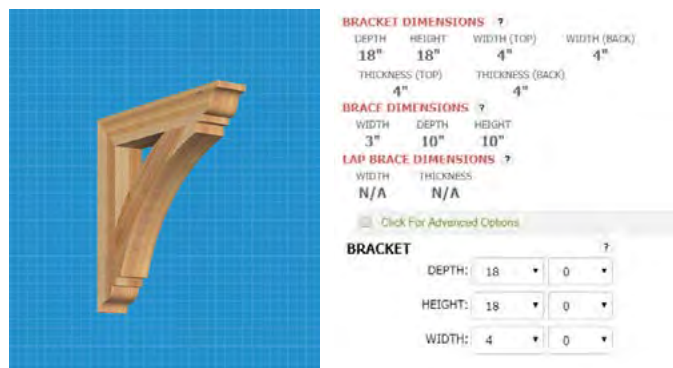 BRACKET DIMENSIONS ?
DEPTH HEIGHT WIDTH (TOP) WIDTH (BACK)
18" 18" 4" 4"
THICKNESS (TOP) THICKNESS (BACK)
4" 4"
BRACE DIMENSIONS ?
WIDTH DEPTH HEIGHT
3" 10" 10"
LAP BRACE DIMENSIONS ?
WIDTH THICKNESS
N/A N/A
Click For Advanced Options
BRACKET ?
DEPTH: 18 0
HEIGHT: 18 0
WIDTH: 4 0